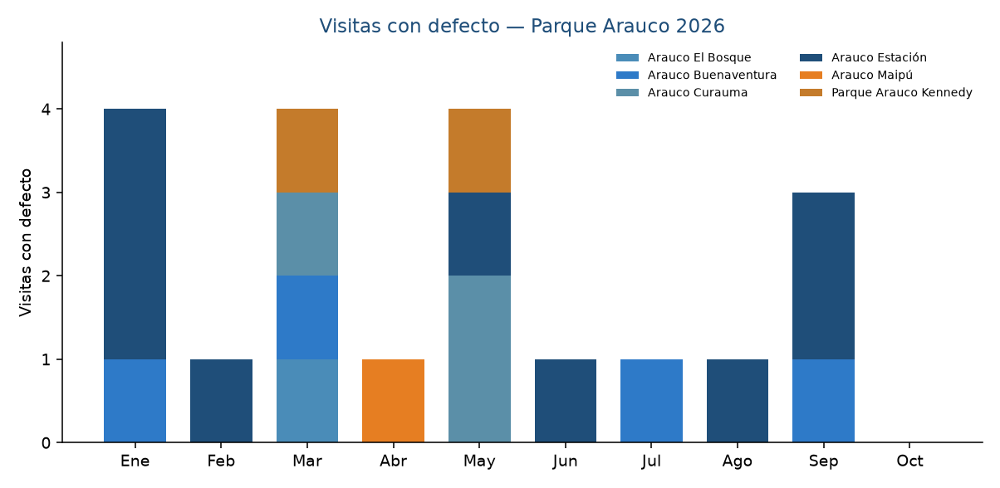 Visitas con defecto — Parque Arauco 2026
Arauco El Bosque
Arauco Buenaventura
Arauco Curauma
Arauco Estación
Arauco Maipú
Parque Arauco Kennedy
Visitas con defecto
4
3
2
1
0
Ene Feb Mar Abr May Jun Jul Ago Sep Oct